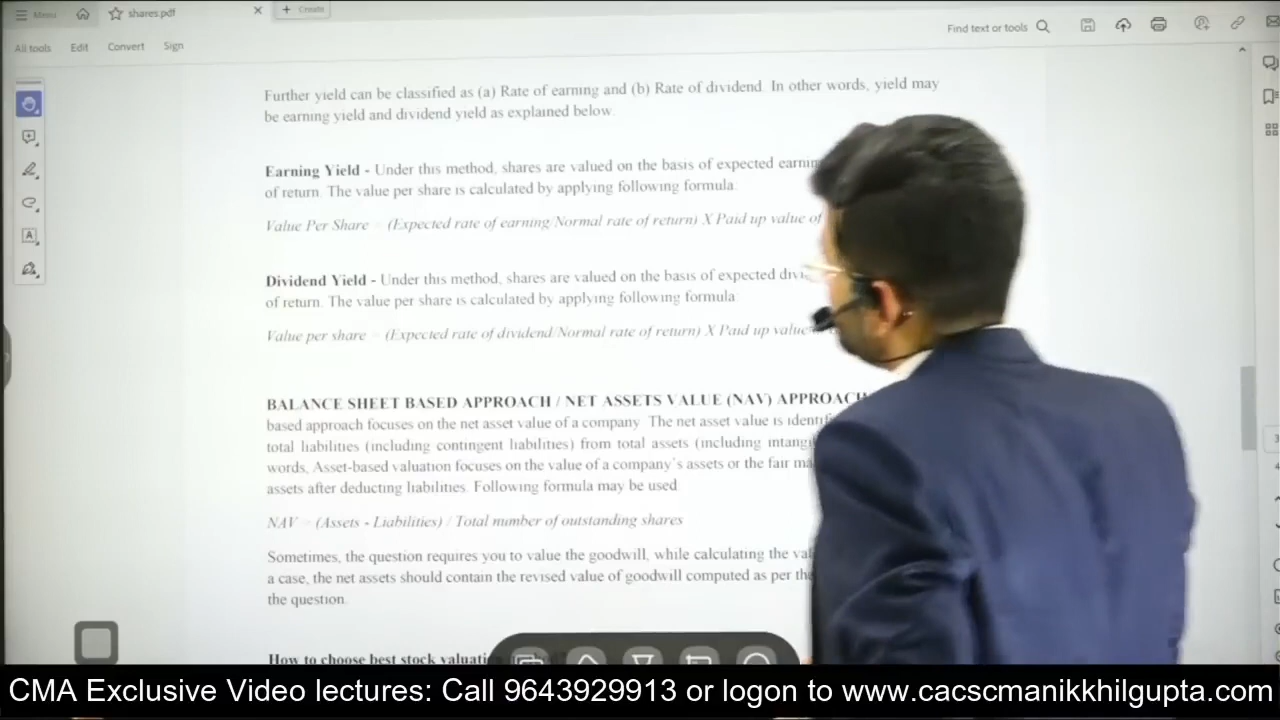 Menu
shares.pdf
Create
Find text or tools
All tools
Edit
Convert
Sign
Further yield can be classified as (a) Rate of earning and (b) Rate of dividend. In other words, yield may
be earning yield and dividend yield as explained below.
Earning Yield - Under this method, shares are valued on the basis of expected
of return. The value per share is calculated by applying following formula:
Value Per Share = (Expected rate of earning/Normal rate of return) X Paid up value of
Dividend Yield - Under this method, shares are valued on the basis of expected
of return. The value per share is calculated by applying following formula:
Value per share = (Expected rate of dividend/Normal rate of return) X Paid up value
BALANCE SHEET BASED APPROACH / NET ASSETS VALUE (NAV) APPROACH
based approach focuses on the net asset value of a company. The net asset value is
total liabilities (including contingent liabilities) from total assets (including
words, Asset-based valuation focuses on the value of a company's assets or the fair
assets after deducting liabilities. Following formula may be used
NAV = (Assets - Liabilities) / Total number of outstanding shares
Sometimes, the question requires you to value the goodwill, while calculating the
a case, the net assets should contain the revised value of goodwill computed as per
the question.
How to choose best stock
CMA Exclusive Video lectures: Call 9643929913 or logon to www.cacscmanikkhilgupta.com